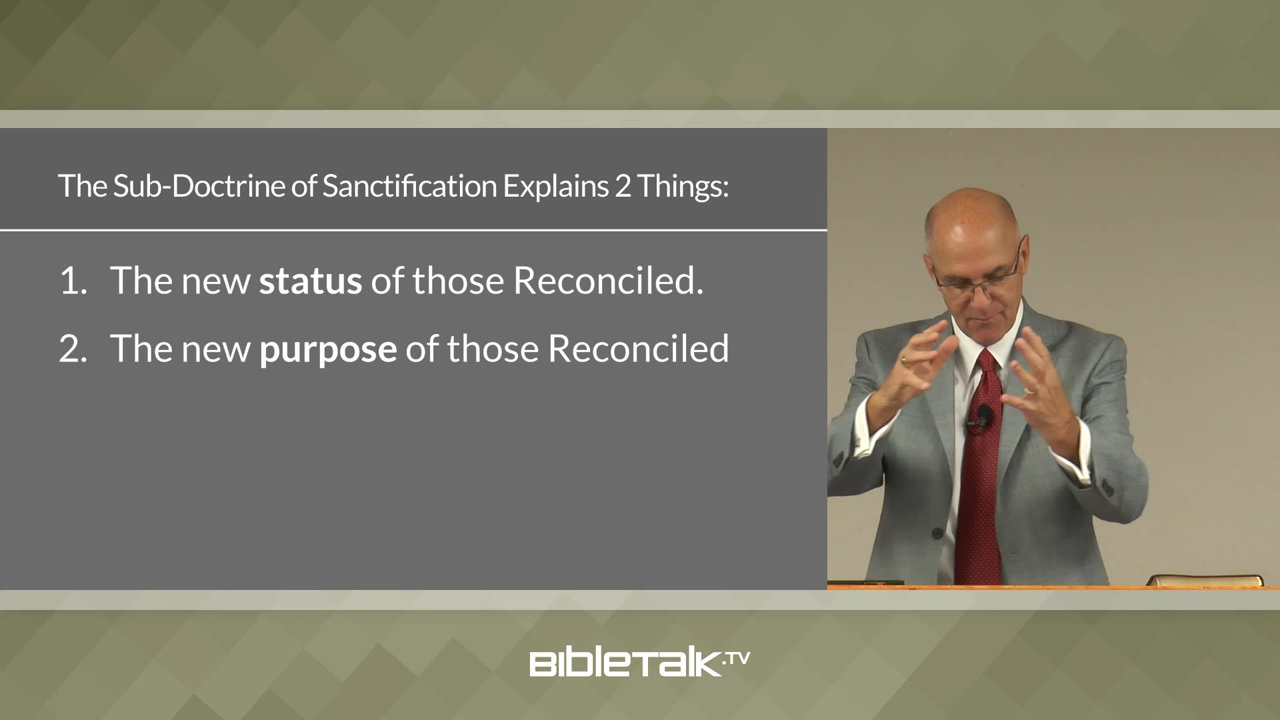 The Sub-Doctrine of Sanctification Explains 2 Things:
1. The new status of those Reconciled.
2. The new purpose of those Reconciled
BibleTalk.TV